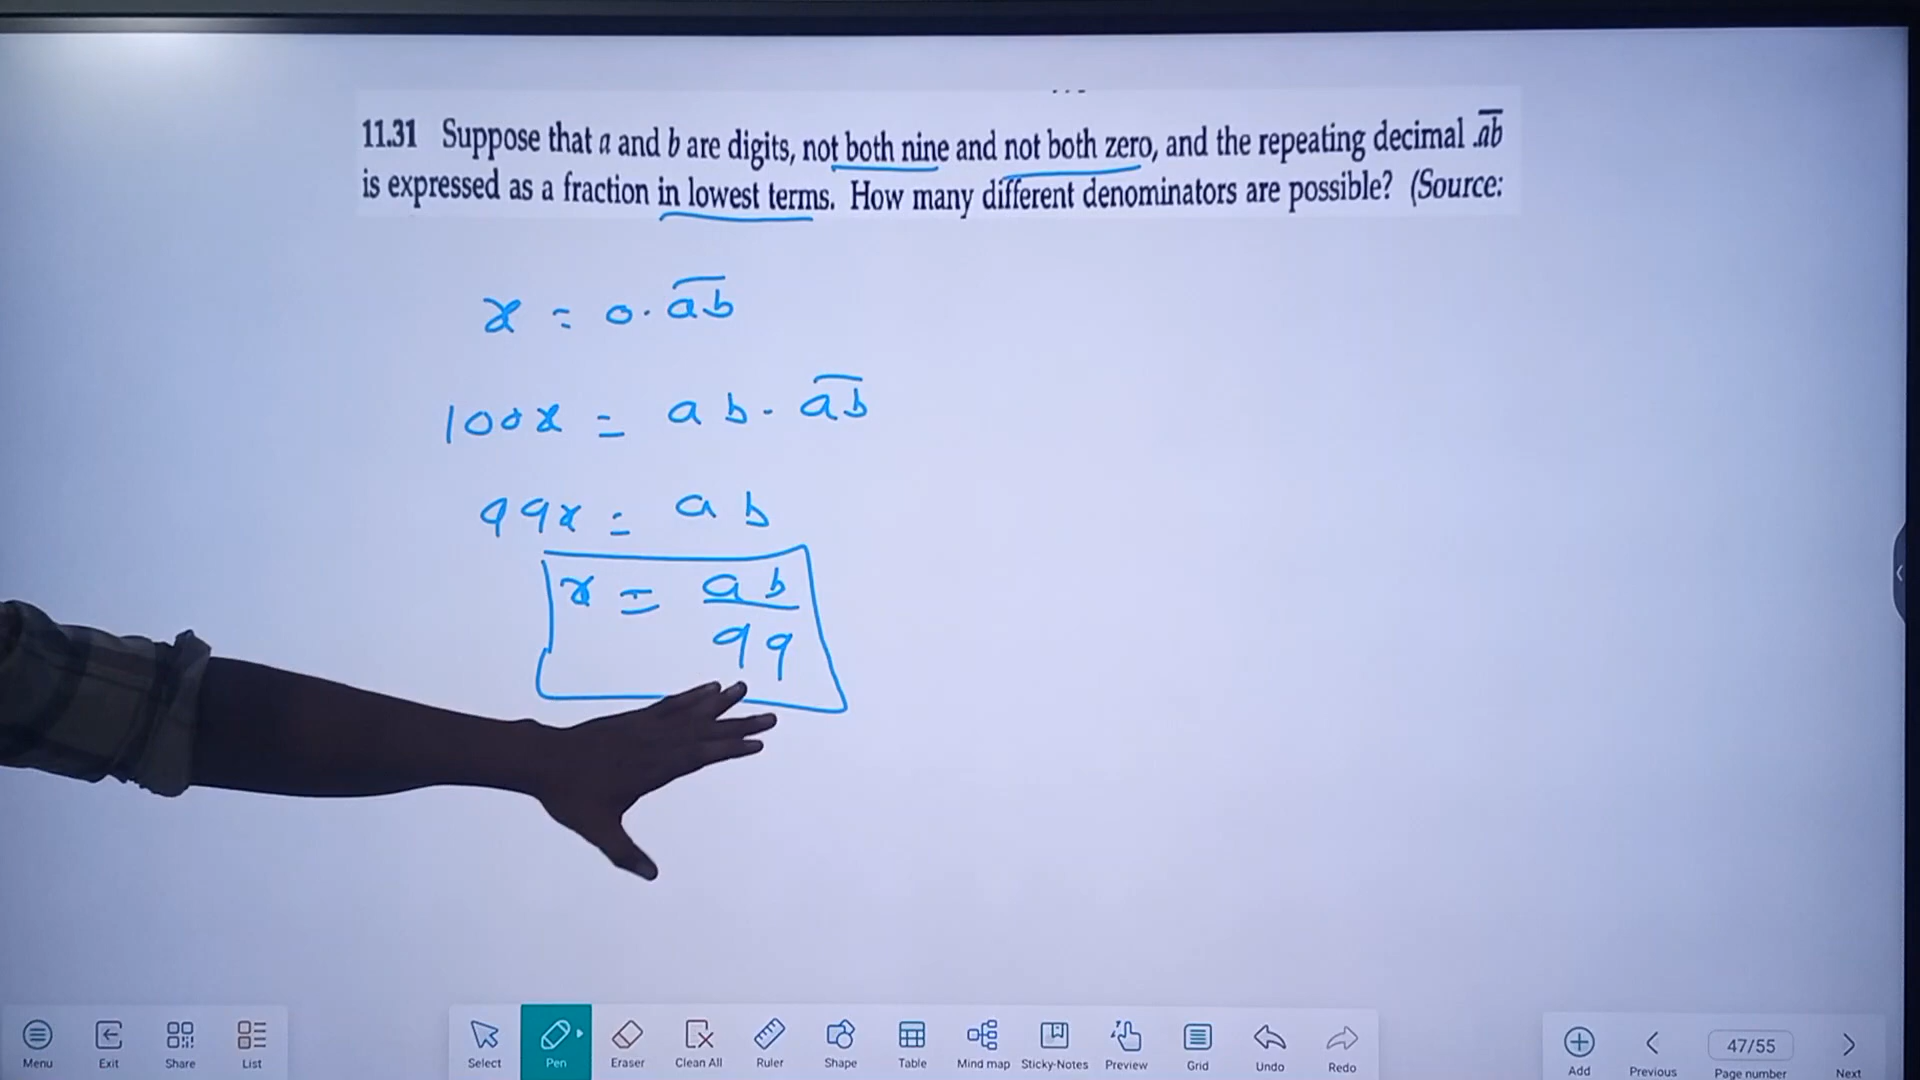 11.31 Suppose that a and b are digits, not both nine and not both zero, and the repeating decimal .a̅b̅
is expressed as a fraction in lowest terms. How many different denominators are possible? (Source:
x = 0.a̅b̅
100x = ab.a̅b̅
99x = ab
x = ab
99
Menu Exit Share List Select Pen Eraser Clean All Ruler Shape Table Mind map Sticky-Notes Preview Grid Undo Redo Add Previous 47/55 Page number Next